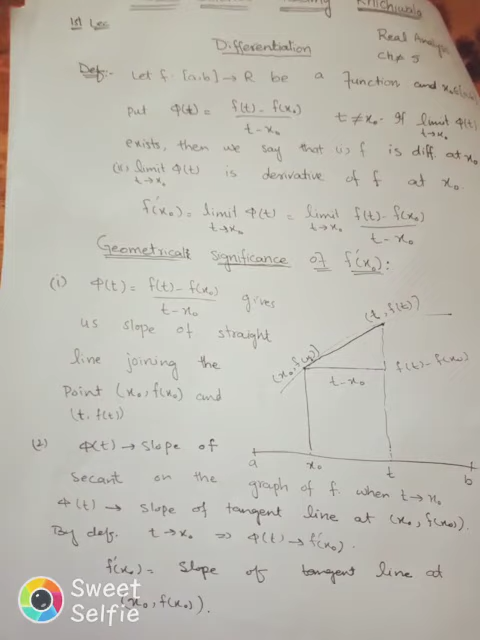 Khichiwala
1st Lec
Real Analysis
Ch# 5
Differentiation
Def:- Let f: [a,b] → R be a function and x₀∈[a,b]
put Φ(t) = f(t) - f(x₀) / t - x₀ t ≠ x₀. If limit t→x₀ Φ(t)
exists, then we say that f is diff. at x₀
limit t→x₀ Φ(t) is derivative of f at x₀.
f'(x₀) = limit t→x₀ Φ(t) = limit t→x₀ f(t) - f(x₀) / t - x₀
Geometrical Significance of f'(x₀):
(i) Φ(t) = f(t) - f(x₀) / t - x₀ gives
us slope of straight
line joining the
Point (x₀, f(x₀) and
(t, f(t))
(t, f(t))
(x₀, f(x₀))
f(t) - f(x₀)
t - x₀
a x₀ t b
(2) Φ(t) → Slope of
secant on the graph of f. when t → x₀
Φ(t) → slope of tangent line at (x₀, f(x₀)).
By def. t → x₀ ⇒ Φ(t) → f'(x₀).
f'(x₀) = Slope of tangent line at
(x₀, f(x₀)).
Sweet
Selfie